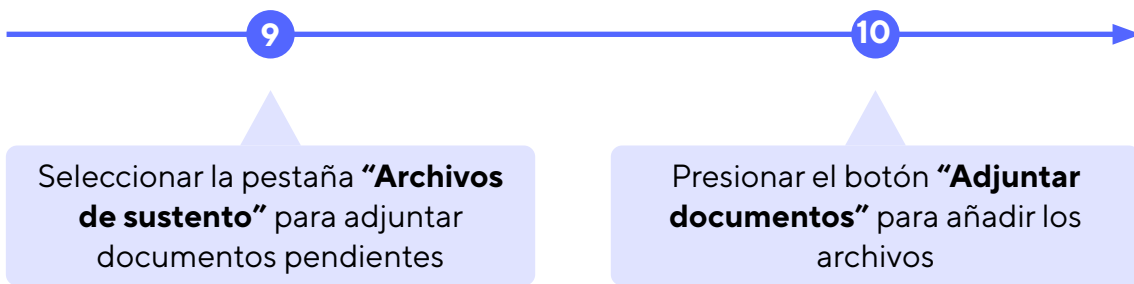 9
10
Seleccionar la pestaña “Archivos
de sustento” para adjuntar
documentos pendientes
Presionar el botón “Adjuntar
documentos” para añadir los
archivos